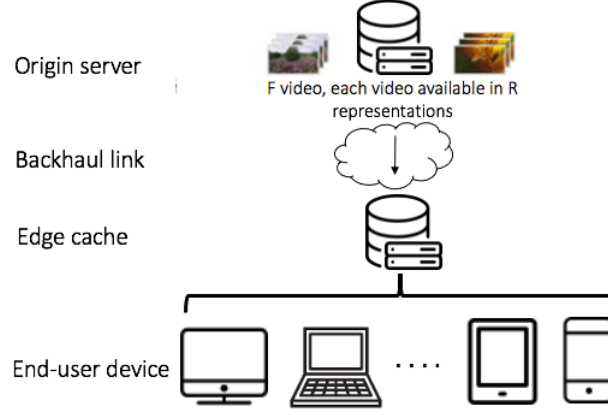 Origin server
F video, each video available in R
representations
Backhaul link
Edge cache
End-user device
....